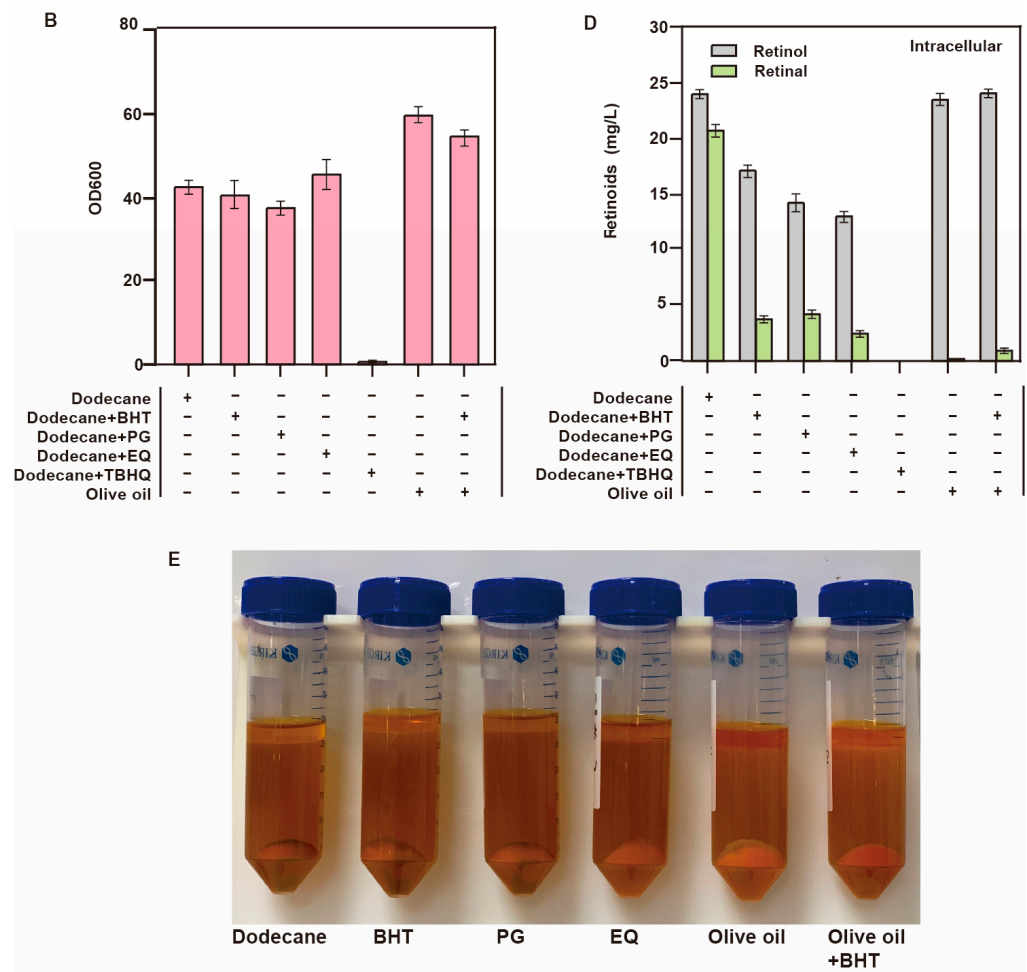 B
80
60
40
20
0
OD600
Dodecane + − − − − − −
Dodecane+BHT − + − − − − +
Dodecane+PG − − + − − − −
Dodecane+EQ − − − + − − −
Dodecane+TBHQ − − − − + − −
Olive oil − − − − − + +
D
30
25
20
15
10
5
0
Retinoids (mg/L)
Retinol
Retinal
Intracellular
Dodecane + − − − − − −
Dodecane+BHT − + − − − − +
Dodecane+PG − − + − − − −
Dodecane+EQ − − − + − − −
Dodecane+TBHQ − − − − + − −
Olive oil − − − − − + +
E
Dodecane
BHT
PG
EQ
Olive oil
Olive oil
+BHT